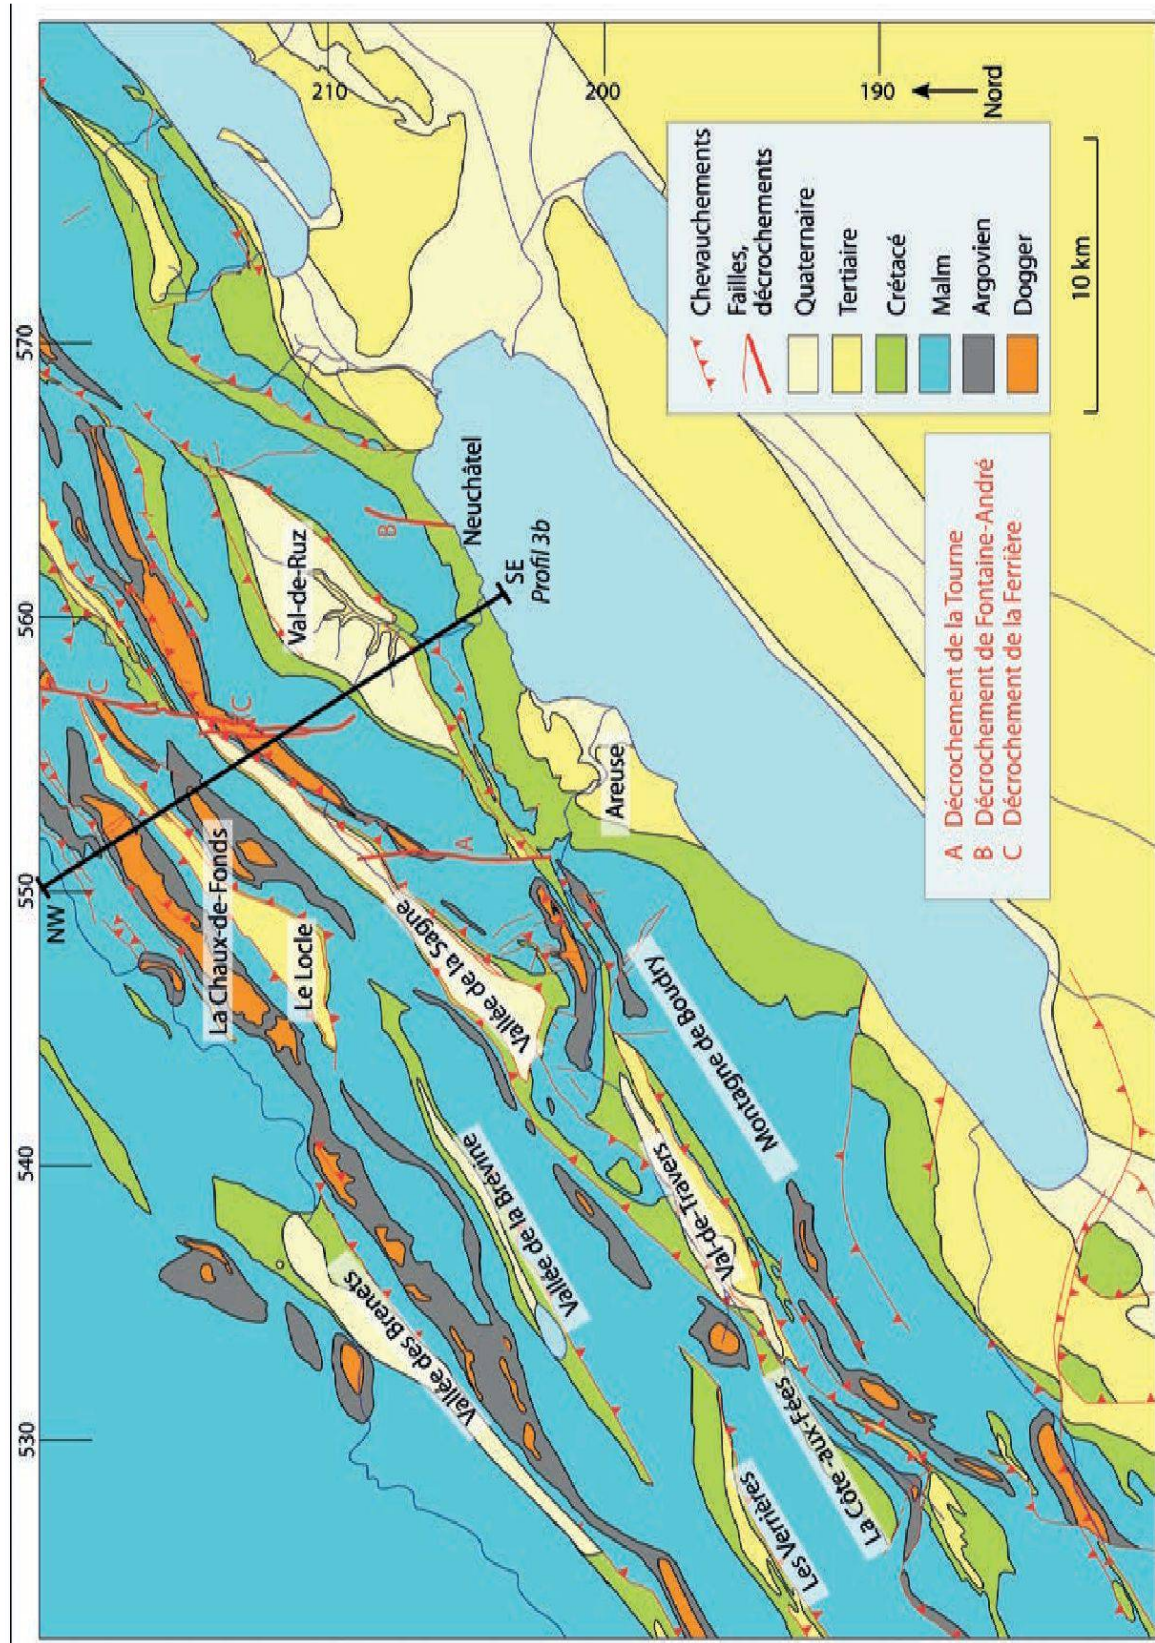 530
540
550
560
570
210
200
190
Nord
NW
SE
Profil 3b
C
C
B
A
La Chaux-de-Fonds
Le Locle
Val-de-Ruz
Neuchâtel
Vallée de la Sagne
Areuse
Vallée des Brenets
Vallée de la Brévine
Montagne de Boudry
Val-de-Travers
Les Verrières
La Côte-aux-Fées
Chevauchements
Failles,
décrochements
Quaternaire
Tertiaire
Crétacé
Malm
Argovien
Dogger
10 km
A Décrochement de la Tourne
B Décrochement de Fontaine-André
C Décrochement de la Ferrière